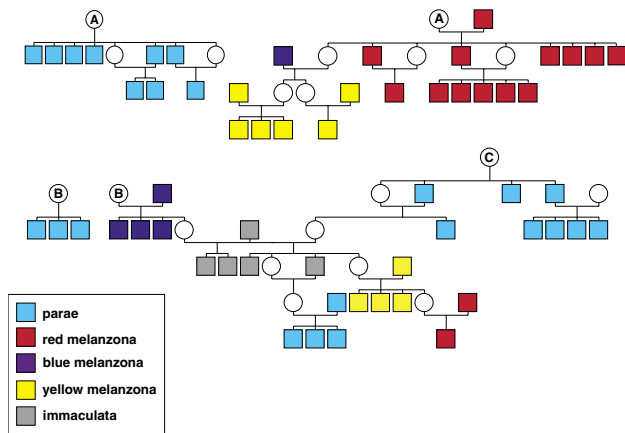 A
A
C
B
B
parae
red melanzona
blue melanzona
yellow melanzona
immaculata